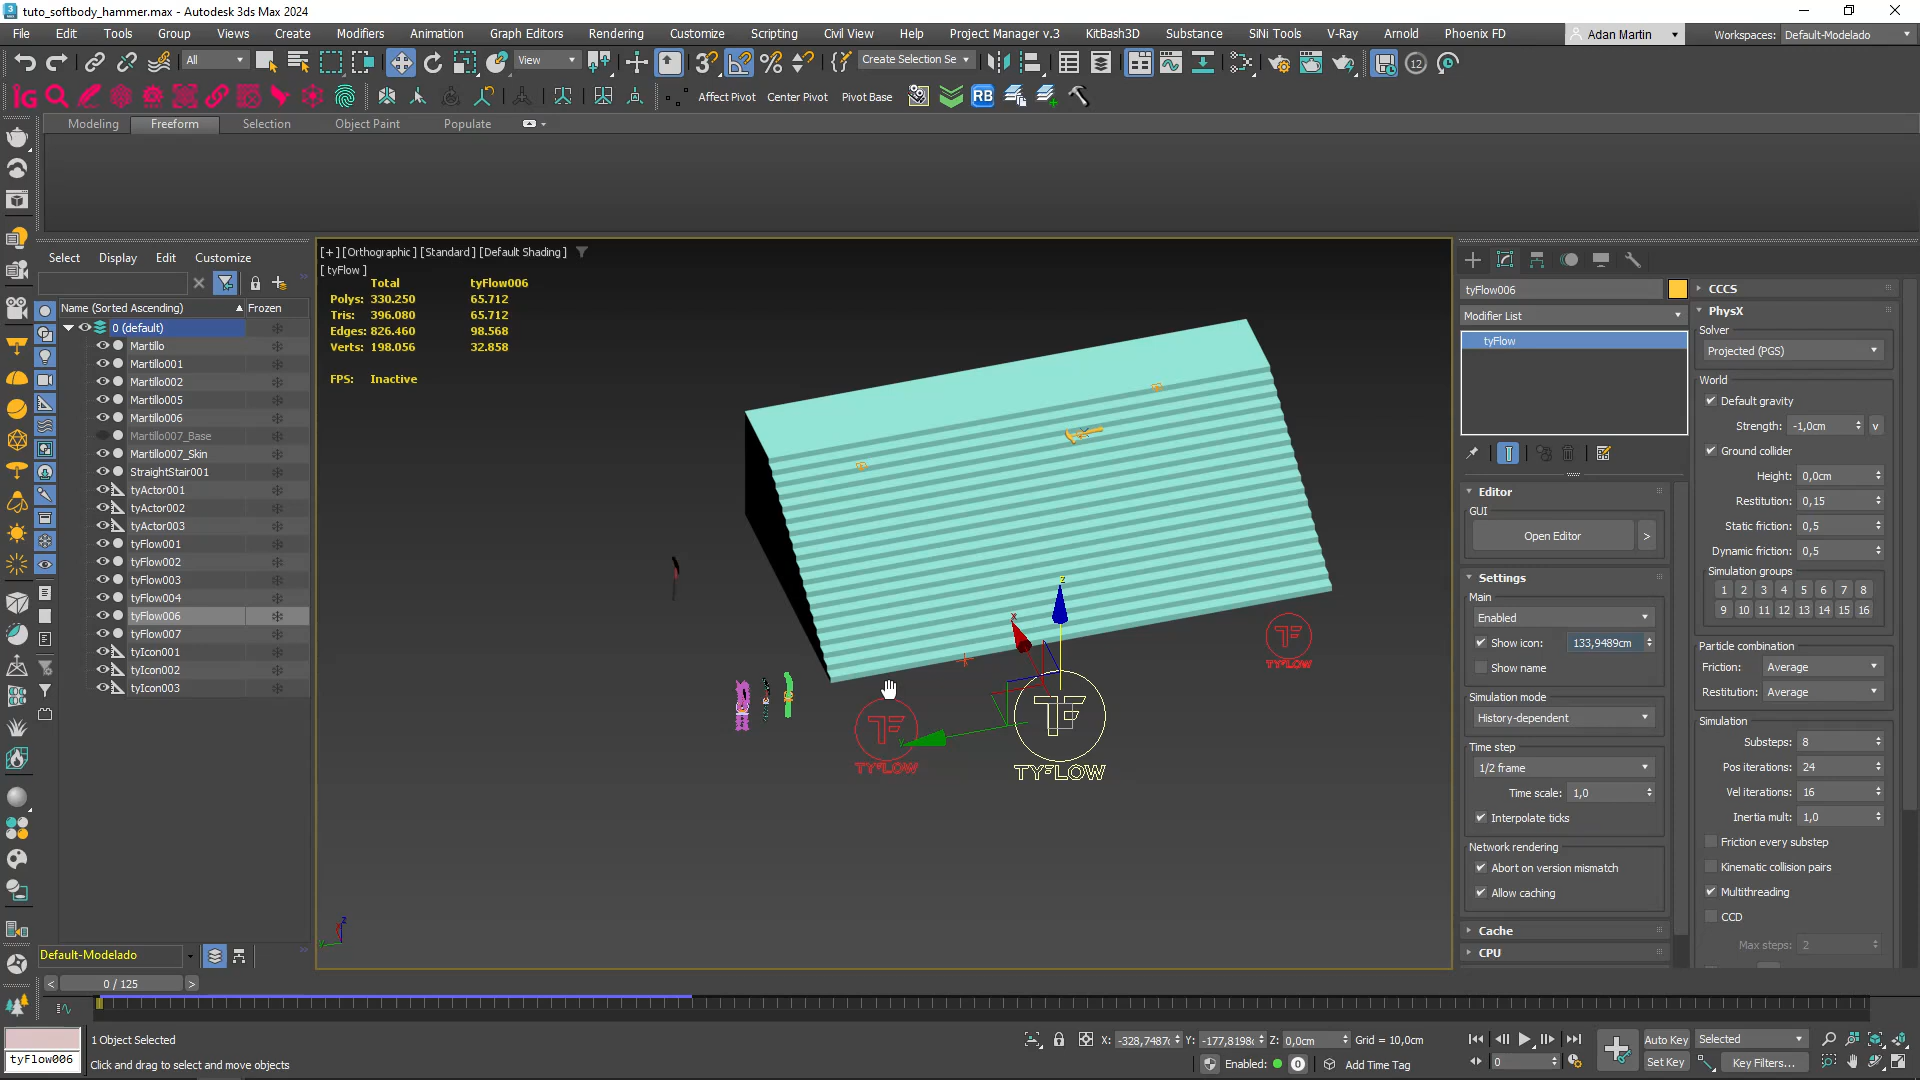 tuto_softbody_hammer.max - Autodesk 3ds Max 2024
File Edit Tools Group Views Create Modifiers Animation Graph Editors Rendering Customize Scripting Civil View Help Project Manager v.3 KitBash3D Substance SiNi Tools V-Ray Arnold Phoenix FD Adan Martin Workspaces: Default-Modelado
All View Create Selection Se 12
Affect Pivot Center Pivot Pivot Base RB
Modeling Freeform Selection Object Paint Populate
Select Display Edit Customize
Name (Sorted Ascending) Frozen
0 (default)
Martillo
Martillo001
Martillo002
Martillo005
Martillo006
Martillo007_Base
Martillo007_Skin
StraightStair001
tyActor001
tyActor002
tyActor003
tyFlow001
tyFlow002
tyFlow003
tyFlow004
tyFlow006
tyFlow007
tyIcon001
tyIcon002
tyIcon003
Default-Modelado
[+] [Orthographic] [Standard] [Default Shading]
[ tyFlow ]
Total tyFlow006
Polys: 330.250 65.712
Tris: 396.080 65.712
Edges: 826.460 98.568
Verts: 198.056 32.858
FPS: Inactive
TYFLOW
TYFLOW
TYFLOW
z
x
y
tyFlow006
Modifier List
tyFlow
Editor
GUI
Open Editor >
Settings
Main
Enabled
Show icon: 133,9489cm
Show name
Simulation mode
History-dependent
Time step
1/2 frame
Time scale: 1,0
Interpolate ticks
Network rendering
Abort on version mismatch
Allow caching
Cache
CPU
CCCS
PhysX
Solver
Projected (PGS)
World
Default gravity
Strength: -1,0cm v
Ground collider
Height: 0,0cm
Restitution: 0,15
Static friction: 0,5
Dynamic friction: 0,5
Simulation groups
1 2 3 4 5 6 7 8
9 10 11 12 13 14 15 16
Particle combination
Friction: Average
Restitution: Average
Simulation
Substeps: 8
Pos iterations: 24
Vel iterations: 16
Inertia mult: 1,0
Friction every substep
Kinematic collision pairs
Multithreading
CCD
Max steps: 2
< 0 / 125 >
tyFlow006
1 Object Selected
Click and drag to select and move objects
X: -328,7487c Y: -177,8198c Z: 0,0cm Grid = 10,0cm
Enabled: 0 Add Time Tag
0
Auto Key Selected
Set Key Key Filters...